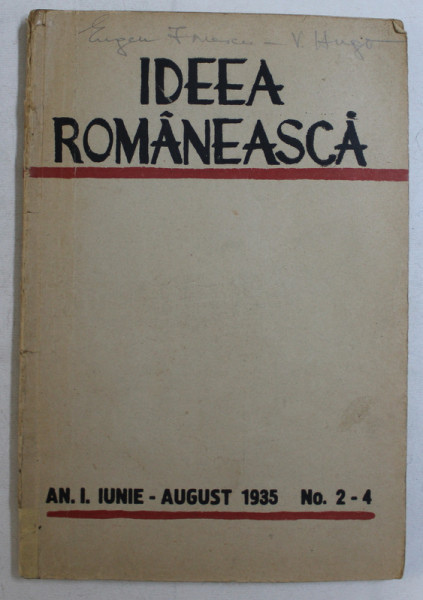 Eugen Ionescu - V. Hugo
IDEEA
ROMÂNEASCĂ
AN. I. IUNIE - AUGUST 1935 No. 2-4